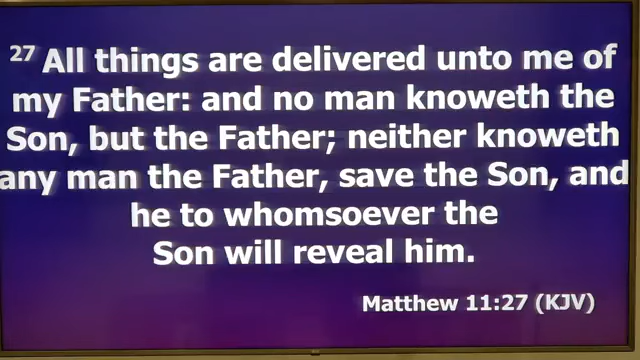 27 All things are delivered unto me of
my Father: and no man knoweth the
Son, but the Father; neither knoweth
any man the Father, save the Son, and
he to whomsoever the
Son will reveal him.
Matthew 11:27 (KJV)